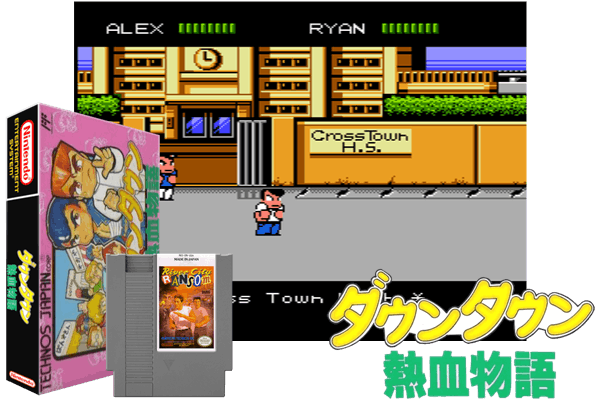 ALEX
RYAN
CrossTown
H.S.
ss Town
Nintendo
ENTERTAINMENT
SYSTEM
TECHNOS JAPAN CORP.
River City
RANSOM
ダウンタウン
熱血物語